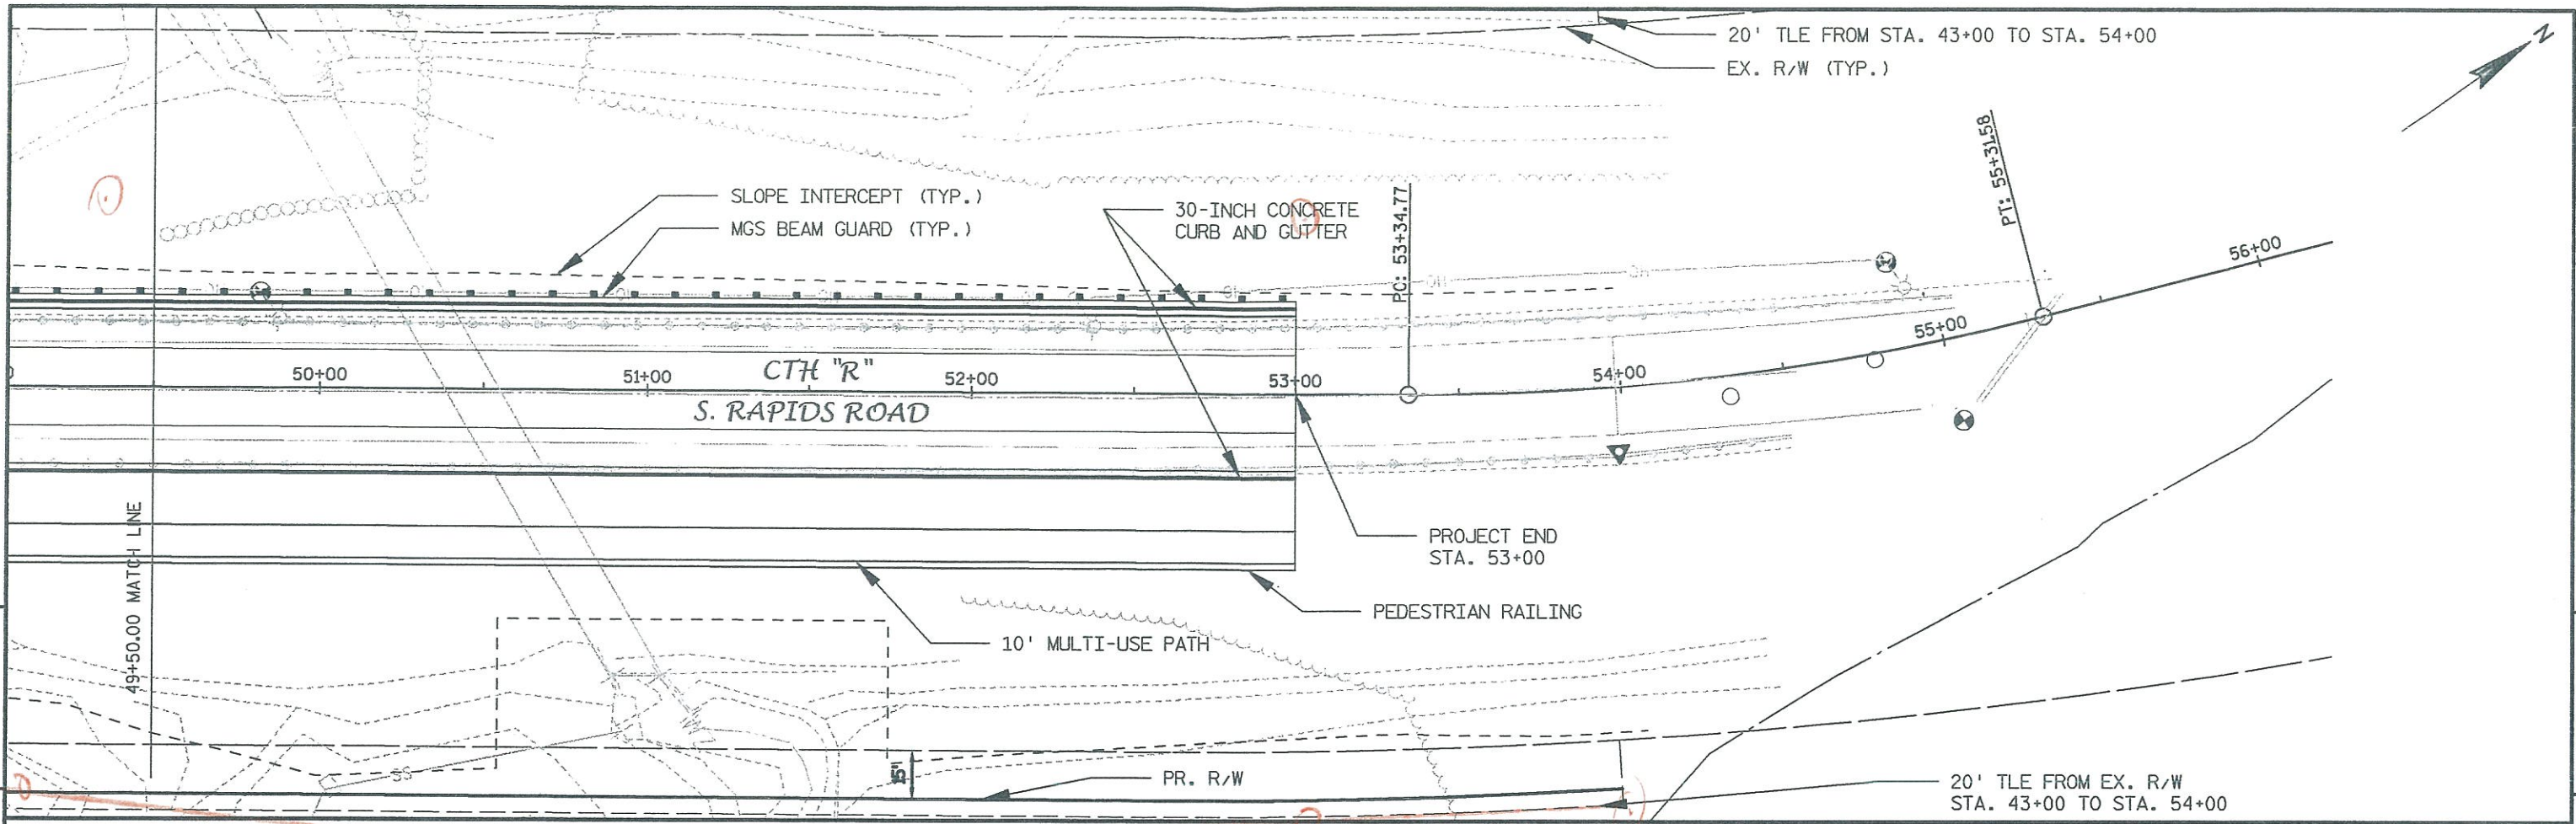 20' TLE FROM STA. 43+00 TO STA. 54+00
EX. R/W (TYP.)
N
SLOPE INTERCEPT (TYP.)
MGS BEAM GUARD (TYP.)
30-INCH CONCRETE
CURB AND GUTTER
PC: 53+34.77
PT: 55+31.58
50+00
51+00
CTH "R"
52+00
53+00
54+00
55+00
56+00
S. RAPIDS ROAD
OH
OH
49+50.00 MATCH LINE
PROJECT END
STA. 53+00
PEDESTRIAN RAILING
10' MULTI-USE PATH
SS
15'
PR. R/W
20' TLE FROM EX. R/W
STA. 43+00 TO STA. 54+00